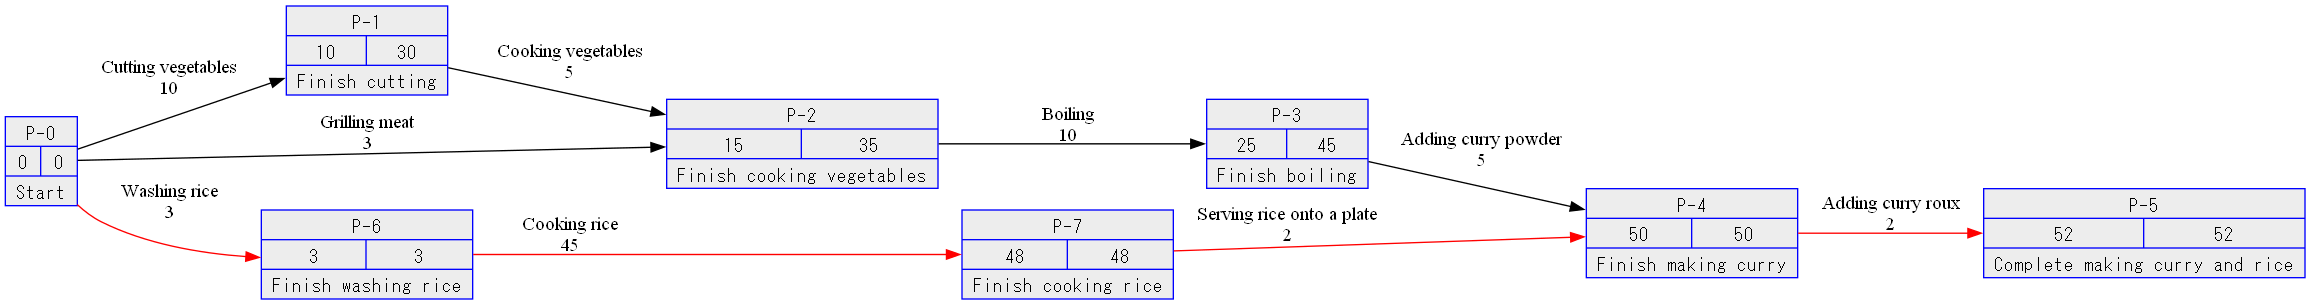 P-0
0 0
Start
Cutting vegetables
10
P-1
10 30
Finish cutting
Cooking vegetables
5
Grilling meat
3
P-2
15 35
Finish cooking vegetables
Boiling
10
P-3
25 45
Finish boiling
Adding curry powder
5
Washing rice
3
P-6
3 3
Finish washing rice
Cooking rice
45
P-7
48 48
Finish cooking rice
Serving rice onto a plate
2
P-4
50 50
Finish making curry
Adding curry roux
2
P-5
52 52
Complete making curry and rice